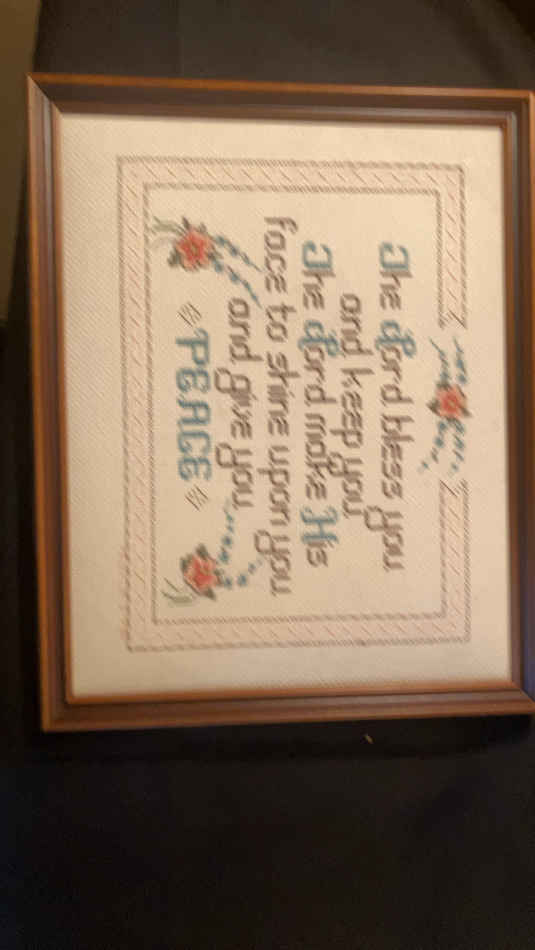 The Lord bless you
and keep you
The Lord make His
face to shine upon you
and give you
PEACE